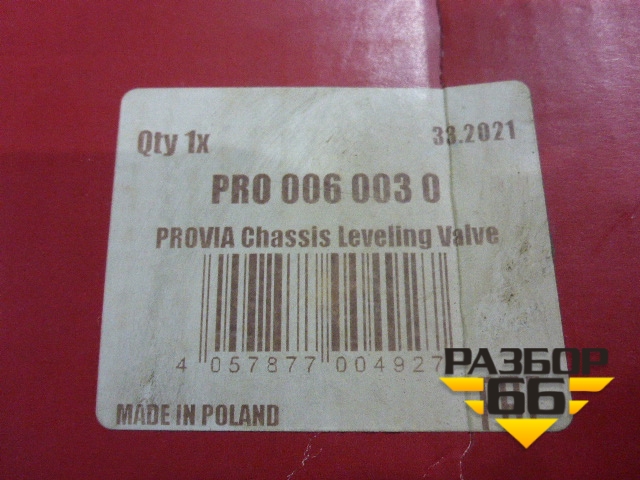 Qty 1x
33.2021
PRO 006 003 0
PROVIA Chassis Leveling Valve
4 057877 004927
MADE IN POLAND
РАЗБОР
66